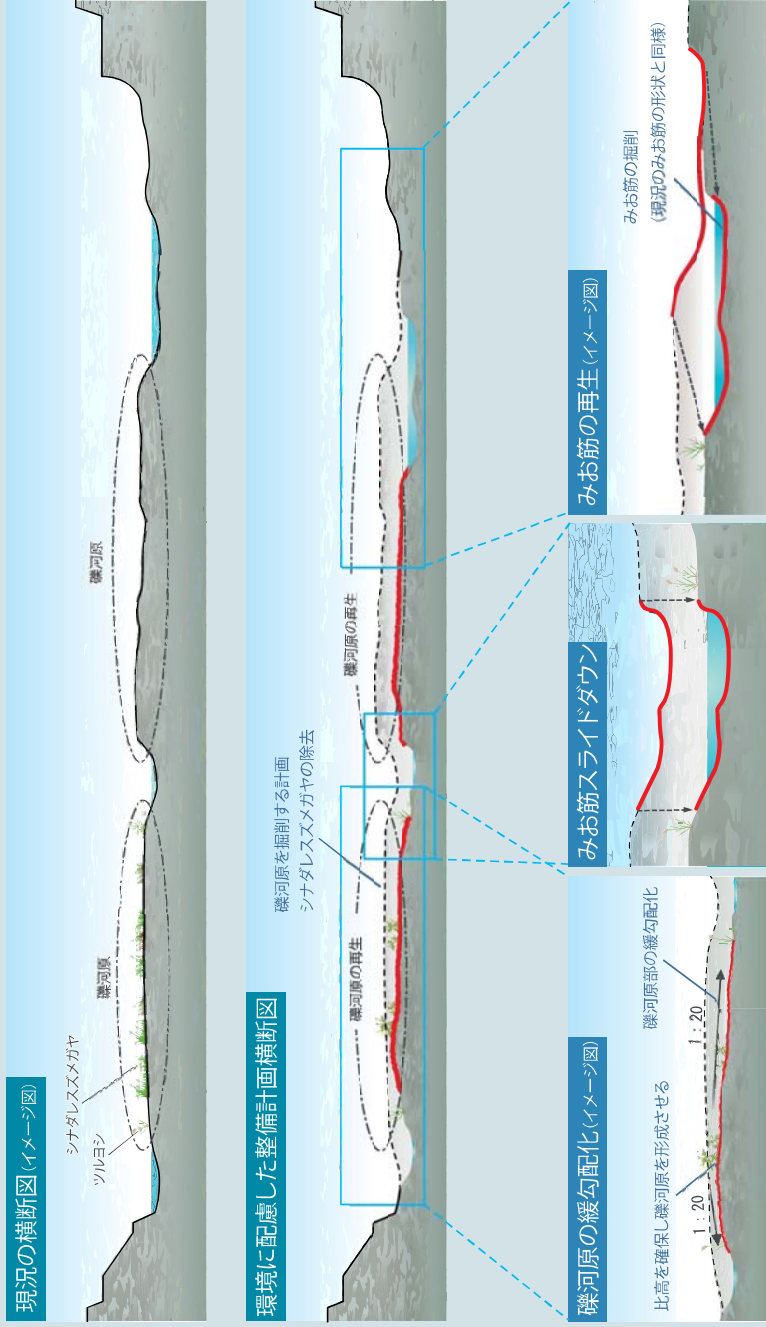 現況の横断図(イメージ図)
シナダレスズメガヤ
ツルヨシ
礫河原
礫河原
環境に配慮した整備計画横断図
礫河原を掘削する計画
シナダレスズメガヤの除去
礫河原の再生
礫河原の再生
礫河原の緩勾配化(イメージ図)
比高を確保し礫河原を形成させる
礫河原部の緩勾配化
1：20
1：20
みお筋スライドダウン
みお筋の再生(イメージ図)
みお筋の掘削
(現況のみお筋の形状と同様)